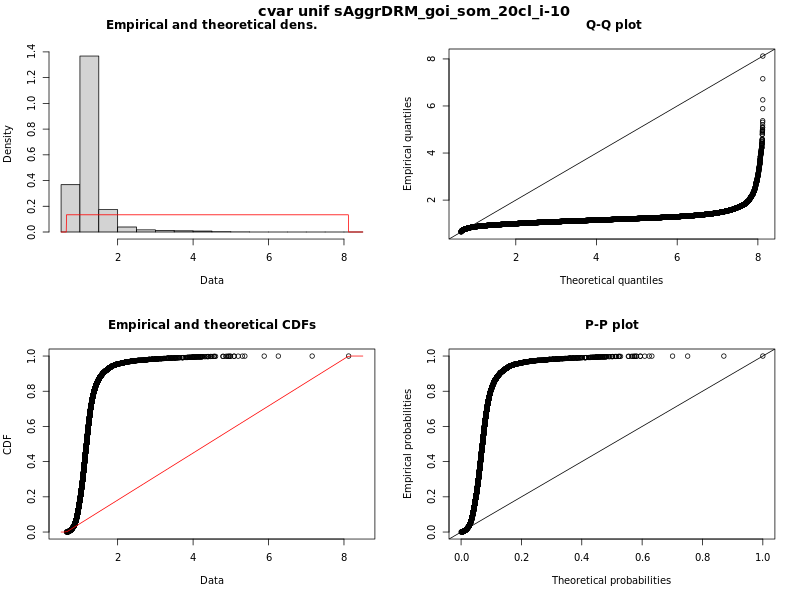 cvar unif sAggrDRM_goi_som_20cl_i-10
Empirical and theoretical dens.
Density
0.0 0.2 0.4 0.6 0.8 1.0 1.2 1.4
2 4 6 8
Data
Q-Q plot
Empirical quantiles
2 4 6 8
2 4 6 8
Theoretical quantiles
Empirical and theoretical CDFs
CDF
0.0 0.2 0.4 0.6 0.8 1.0
2 4 6 8
Data
P-P plot
Empirical probabilities
0.0 0.2 0.4 0.6 0.8 1.0
0.0 0.2 0.4 0.6 0.8 1.0
Theoretical probabilities